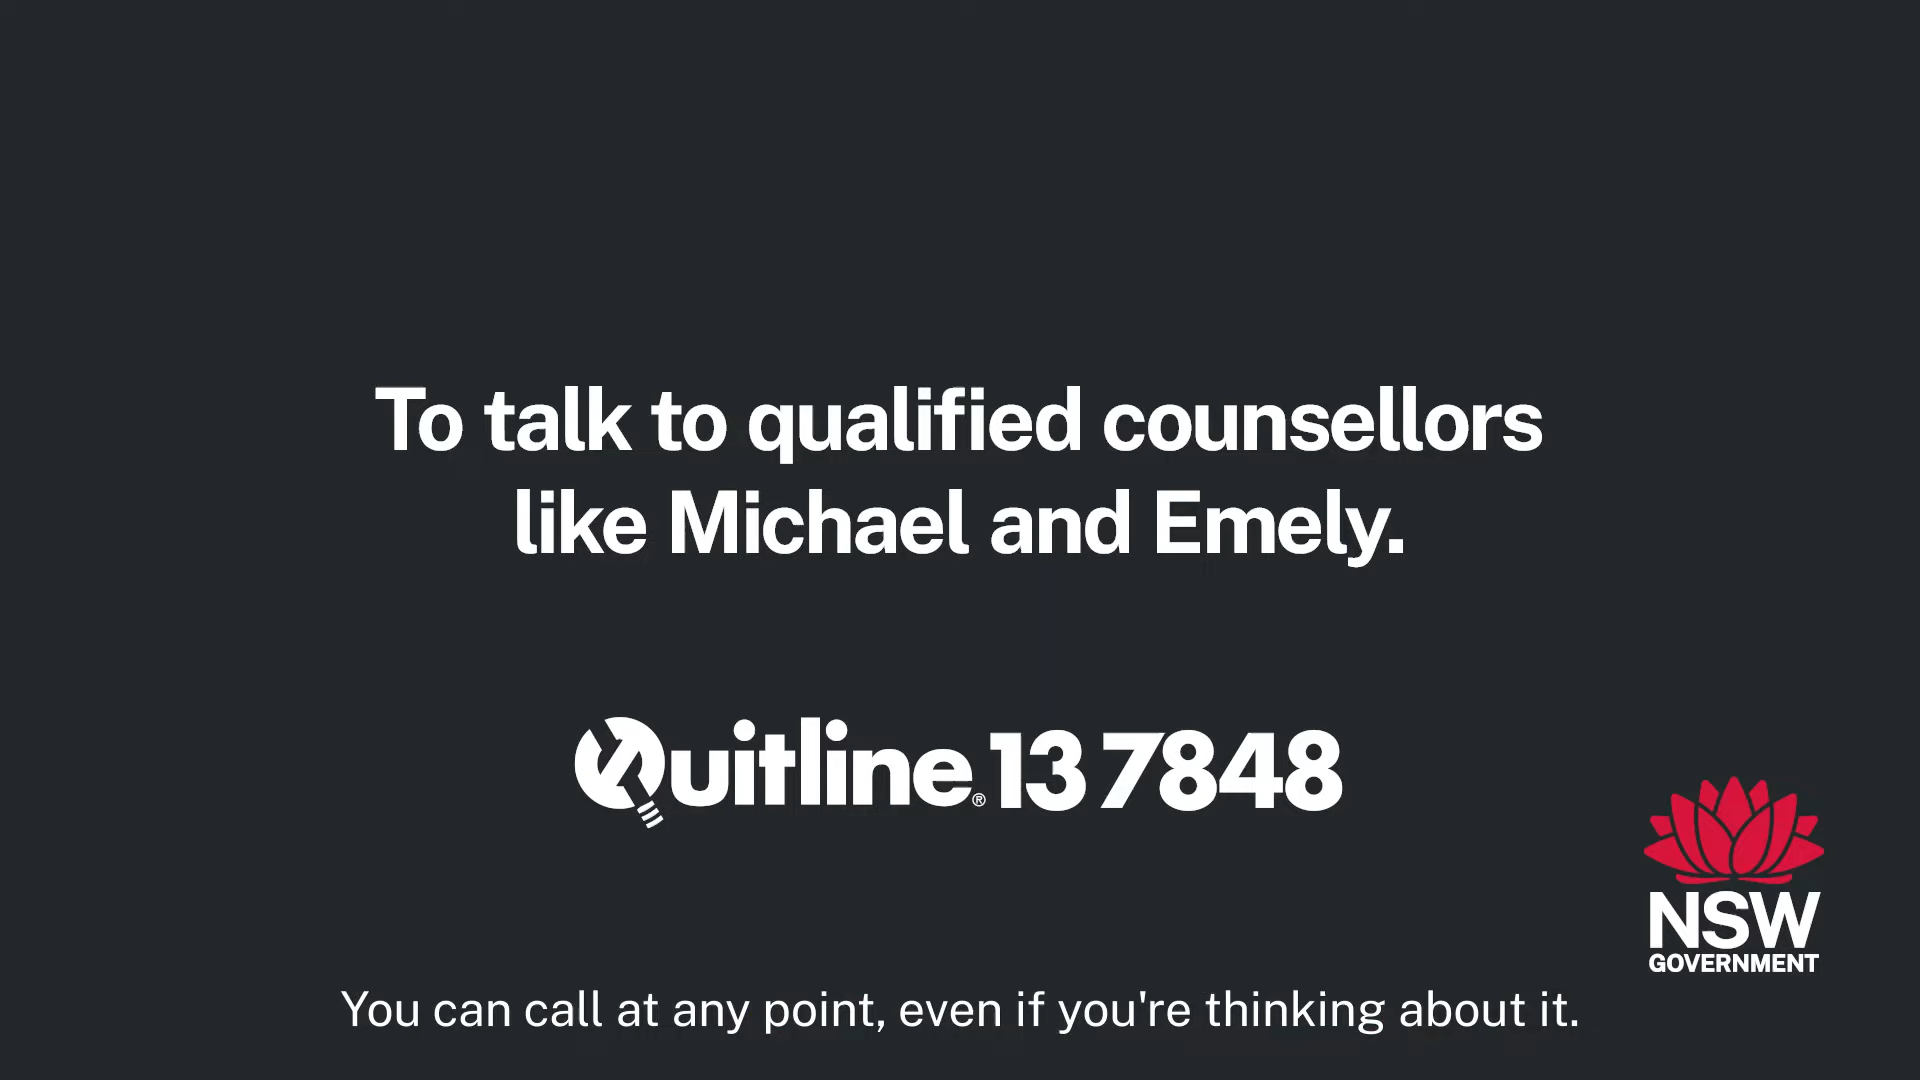 To talk to qualified counsellors
like Michael and Emely.
Quitline® 13 7848
NSW
GOVERNMENT
You can call at any point, even if you're thinking about it.